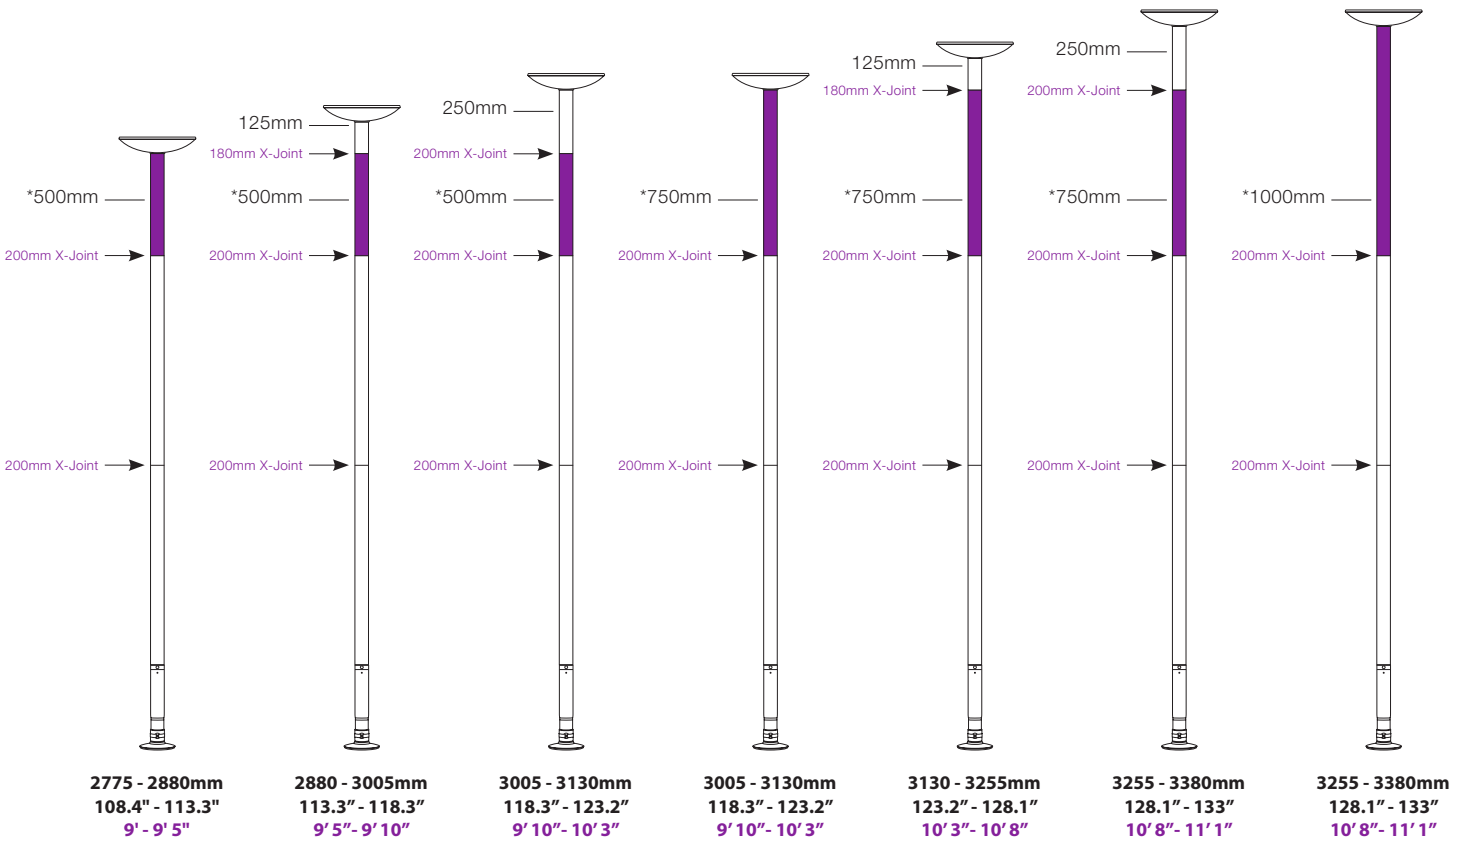 *500mm
200mm X-Joint
200mm X-Joint
2775 - 2880mm
108.4" - 113.3"
9' - 9' 5"
125mm
180mm X-Joint
*500mm
200mm X-Joint
200mm X-Joint
2880 - 3005mm
113.3” - 118.3”
9’ 5”- 9’ 10”
250mm
200mm X-Joint
*500mm
200mm X-Joint
200mm X-Joint
3005 - 3130mm
118.3” - 123.2”
9’ 10”- 10’ 3”
*750mm
200mm X-Joint
200mm X-Joint
3005 - 3130mm
118.3” - 123.2”
9’ 10”- 10’ 3”
125mm
180mm X-Joint
*750mm
200mm X-Joint
200mm X-Joint
3130 - 3255mm
123.2” - 128.1”
10’ 3”- 10’ 8”
250mm
200mm X-Joint
*750mm
200mm X-Joint
200mm X-Joint
3255 - 3380mm
128.1” - 133”
10’ 8”- 11’ 1”
*1000mm
200mm X-Joint
200mm X-Joint
3255 - 3380mm
128.1” - 133”
10’ 8”- 11’ 1”